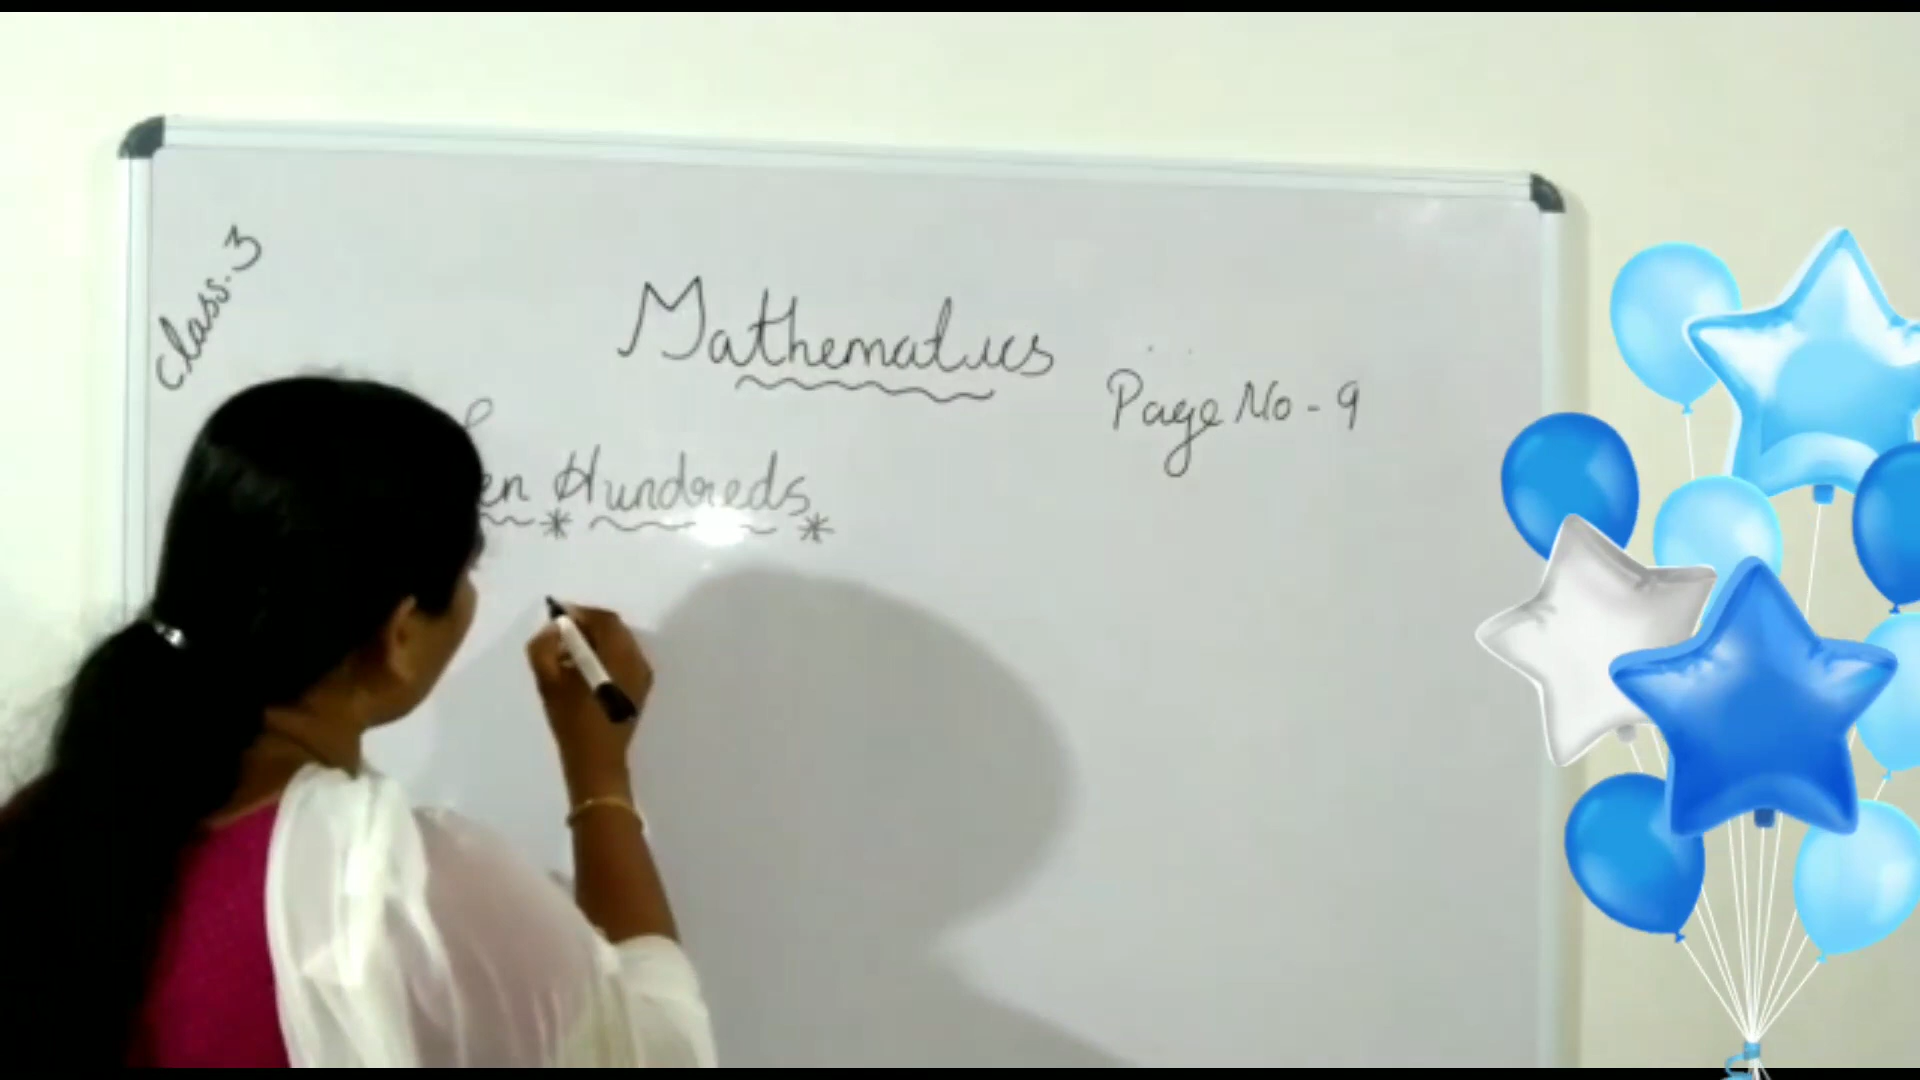 Class. 3
Mathematics
Page No - 9
Hundreds